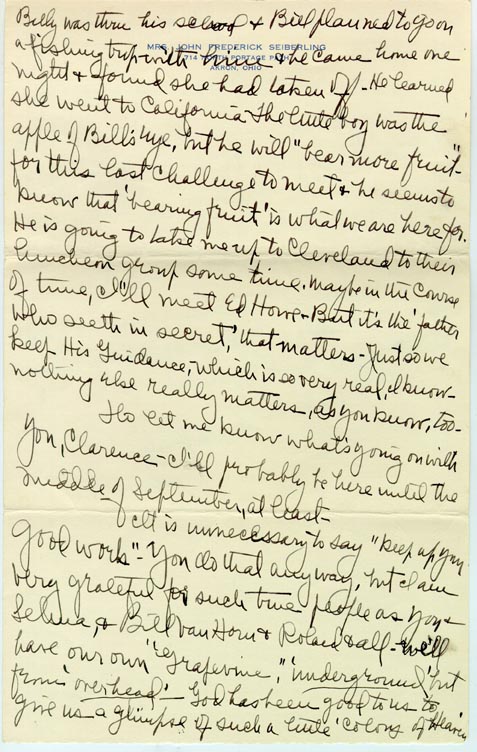 Billy was thru his school & Bill planned to go on
MRS. JOHN FREDERICK SEIBERLING
714 NORTH PORTAGE PATH
AKRON, OHIO
a fishing trip with & he came home one
night & found she had taken off - He learned
she went to California - The little boy was the
apple of Bill's eye, but he will "bear more fruit" -
for this last challenge to meet & he seems to
know that 'bearing fruit' is what we are here for.
He is going to take me up to Cleveland to their
luncheon group some time. Maybe in the course
of time, I'll meet Ed Howe - But it's the 'father
who seeth in secret,' that matters - Just so we
keep His Guidance, which is so very real, I know -
nothing else really matters, as you know, too -
Do let me know what's going on with
you, Clarence - I'll probably be here until the
middle of September, at least -
It is unnecessary to say "keep up your
good work" - You do that anyway, but I am
very grateful for such true people as you &
Selma, & Bill Van Horn & Roland & all - we'll
have our own "Grapevine," 'underground' but
from 'overhead' - God has been good to us to
give us a glimpse of such a little 'Colony of Heaven